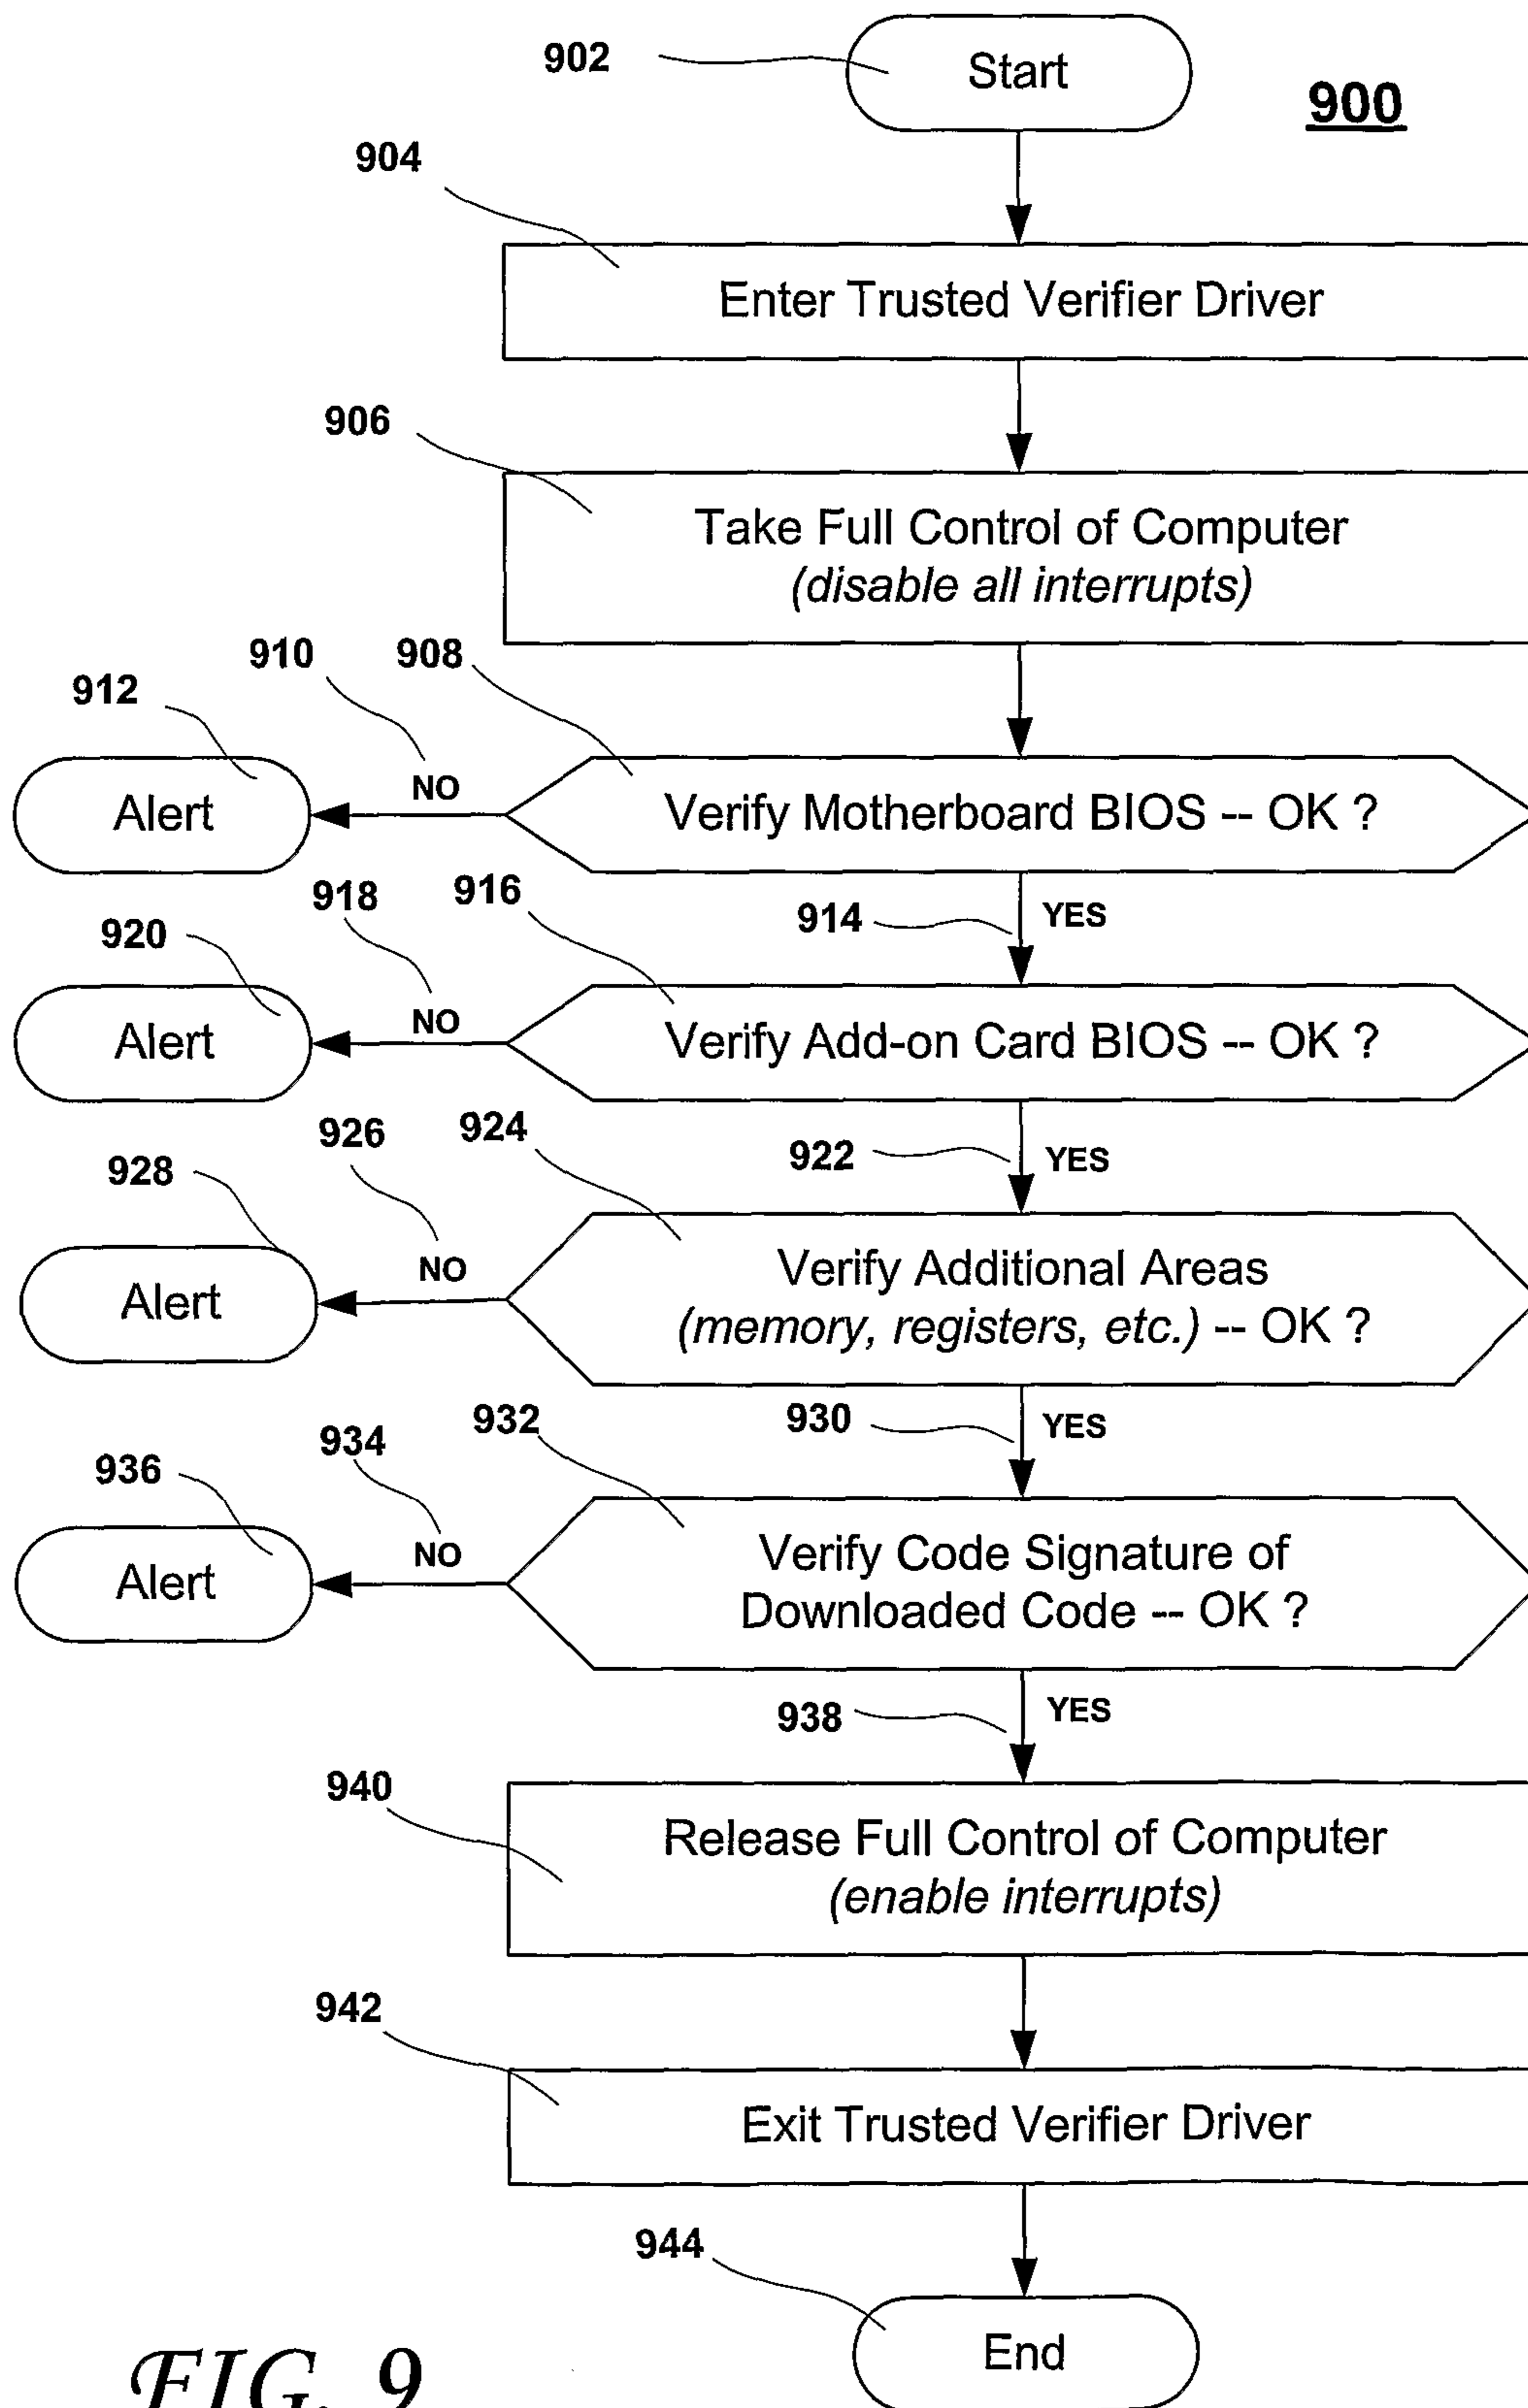 902
Start
900
904
Enter Trusted Verifier Driver
906
Take Full Control of Computer
(disable all interrupts)
910
908
912
Alert
NO
Verify Motherboard BIOS -- OK ?
918
916
914
YES
920
Alert
NO
Verify Add-on Card BIOS -- OK ?
926
924
922
YES
928
Alert
NO
Verify Additional Areas
(memory, registers, etc.) -- OK ?
934
932
930
YES
936
Alert
NO
Verify Code Signature of
Downloaded Code -- OK ?
938
YES
940
Release Full Control of Computer
(enable interrupts)
942
Exit Trusted Verifier Driver
944
End
FIG. 9